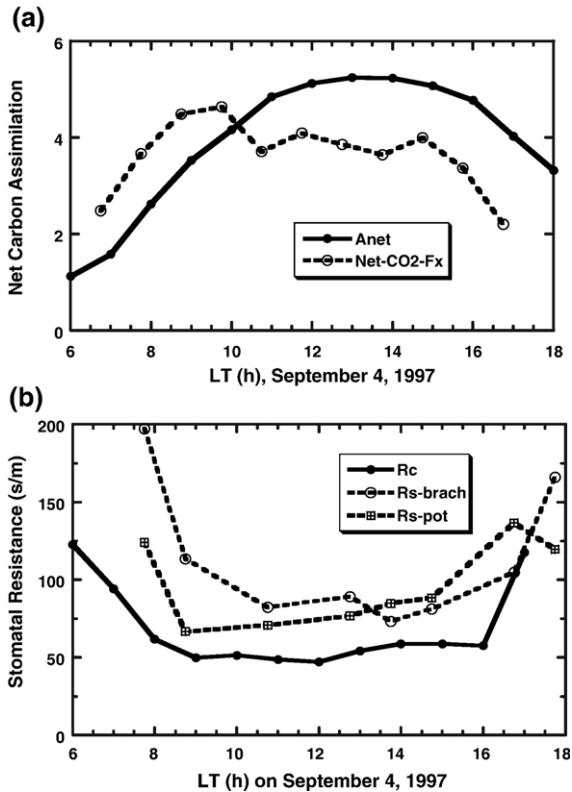 (a)
6
4
2
0
Net Carbon Assimilation
Anet
Net-CO2-Fx
6 8 10 12 14 16 18
LT (h), September 4, 1997
(b)
200
150
100
50
0
Stomatal Resistance (s/m)
Rc
Rs-brach
Rs-pot
6 8 10 12 14 16 18
LT (h) on September 4, 1997